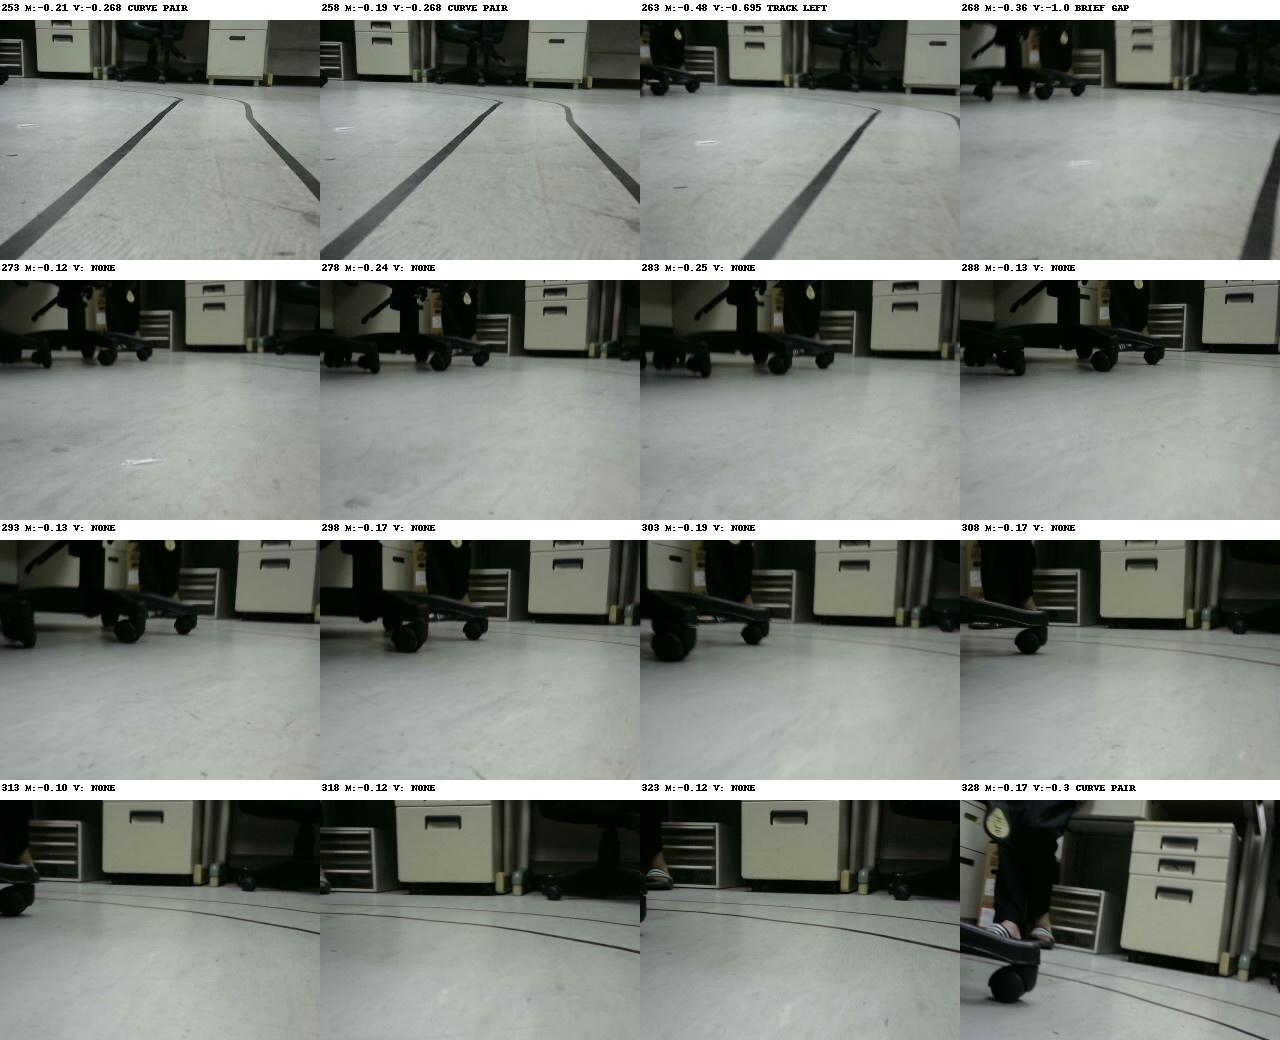 253 M:-0.21 V:-0.268 CURVE PAIR
258 M:-0.19 V:-0.268 CURVE PAIR
263 M:-0.48 V:-0.695 TRACK LEFT
268 M:-0.36 V:-1.0 BRIEF GAP
273 M:-0.12 V: NONE
278 M:-0.24 V: NONE
283 M:-0.25 V: NONE
288 M:-0.13 V: NONE
293 M:-0.13 V: NONE
298 M:-0.17 V: NONE
303 M:-0.19 V: NONE
308 M:-0.17 V: NONE
313 M:-0.10 V: NONE
318 M:-0.12 V: NONE
323 M:-0.12 V: NONE
328 M:-0.17 V:-0.3 CURVE PAIR